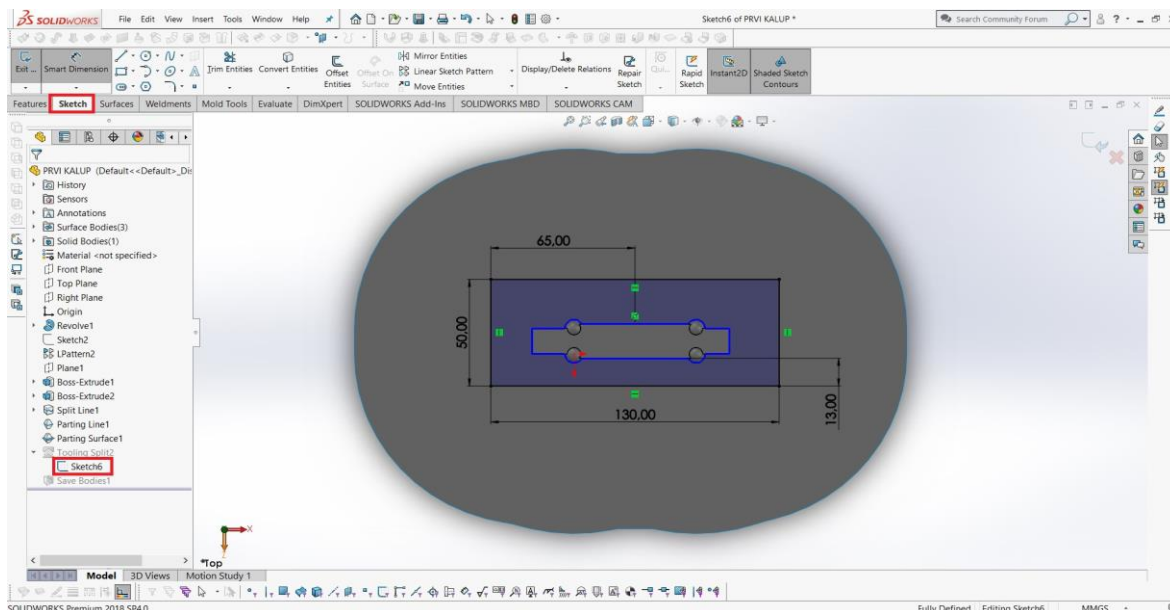 SOLIDWORKS File Edit View Insert Tools Window Help Sketch6 of PRVI KALUP * Search Community Forum
Exit ... Smart Dimension Trim Entities Convert Entities Offset Entities Offset On Surface Mirror Entities Linear Sketch Pattern Move Entities Display/Delete Relations Repair Sketch Qui... Rapid Sketch Instant2D Shaded Sketch Contours
Features Sketch Surfaces Weldments Mold Tools Evaluate DimXpert SOLIDWORKS Add-Ins SOLIDWORKS MBD SOLIDWORKS CAM
PRVI KALUP (Default<<Default>_Dis
History
Sensors
Annotations
Surface Bodies(3)
Solid Bodies(1)
Material <not specified>
Front Plane
Top Plane
Right Plane
Origin
Revolve1
Sketch2
LPattern2
Plane1
Boss-Extrude1
Boss-Extrude2
Split Line1
Parting Line1
Parting Surface1
Tooling Split2
Sketch6
Save Bodies1
65,00
50,00
130,00
13,00
X
*Top
Model 3D Views Motion Study 1
SOLIDWORKS Premium 2018 SP4.0 Fully Defined Editing Sketch6 MMGS